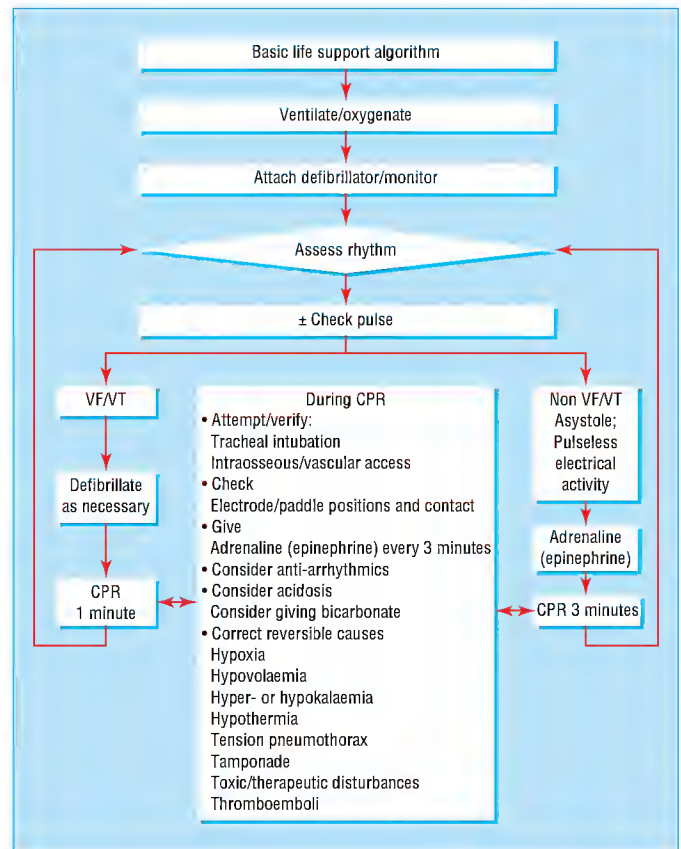 Basic life support algorithm
Ventilate/oxygenate
Attach defibrillator/monitor
Assess rhythm
± Check pulse
VF/VT
Defibrillate
as necessary
CPR
1 minute
During CPR
• Attempt/verify:
Tracheal intubation
Intraosseous/vascular access
• Check
Electrode/paddle positions and contact
• Give
Adrenaline (epinephrine) every 3 minutes
• Consider anti-arrhythmics
• Consider acidosis
Consider giving bicarbonate
• Correct reversible causes
Hypoxia
Hypovolaemia
Hyper- or hypokalaemia
Hypothermia
Tension pneumothorax
Tamponade
Toxic/therapeutic disturbances
Thromboemboli
Non VF/VT
Asystole;
Pulseless
electrical
activity
Adrenaline
(epinephrine)
CPR 3 minutes